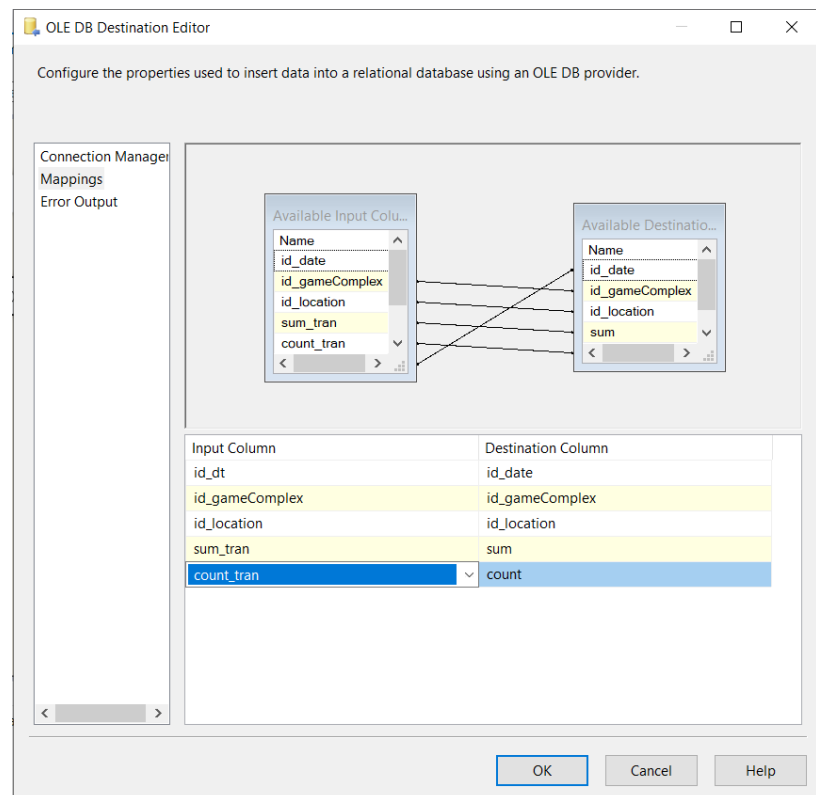 OLE DB Destination Editor
Configure the properties used to insert data into a relational database using an OLE DB provider.
Connection Manager
Mappings
Error Output
Available Input Colu...
Name
id_date
id_gameComplex
id_location
sum_tran
count_tran
Available Destinatio...
Name
id_date
id_gameComplex
id_location
sum
Input Column Destination Column
id_dt id_date
id_gameComplex id_gameComplex
id_location id_location
sum_tran sum
count_tran count
OK Cancel Help